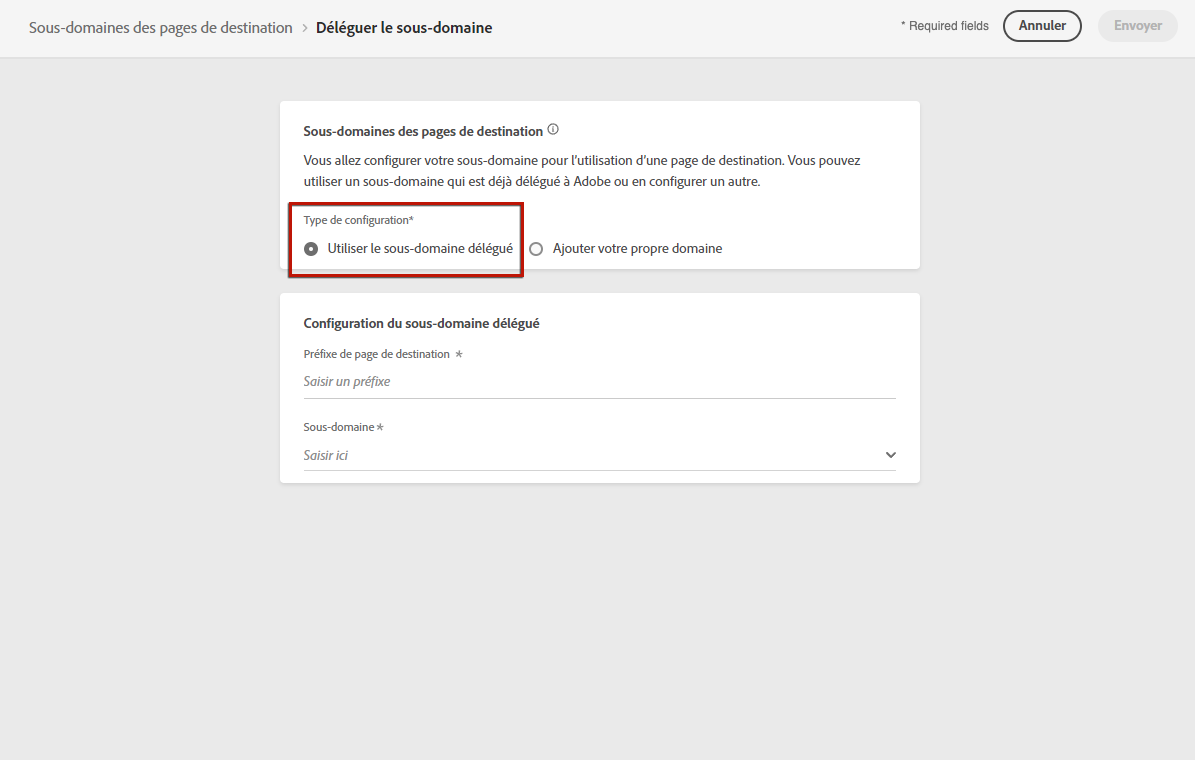 Sous-domaines des pages de destination > Déléguer le sous-domaine
* Required fields
Annuler
Envoyer
Sous-domaines des pages de destination
Vous allez configurer votre sous-domaine pour l'utilisation d'une page de destination. Vous pouvez
utiliser un sous-domaine qui est déjà délégué à Adobe ou en configurer un autre.
Type de configuration*
Utiliser le sous-domaine délégué
Ajouter votre propre domaine
Configuration du sous-domaine délégué
Préfixe de page de destination *
Saisir un préfixe
Sous-domaine *
Saisir ici